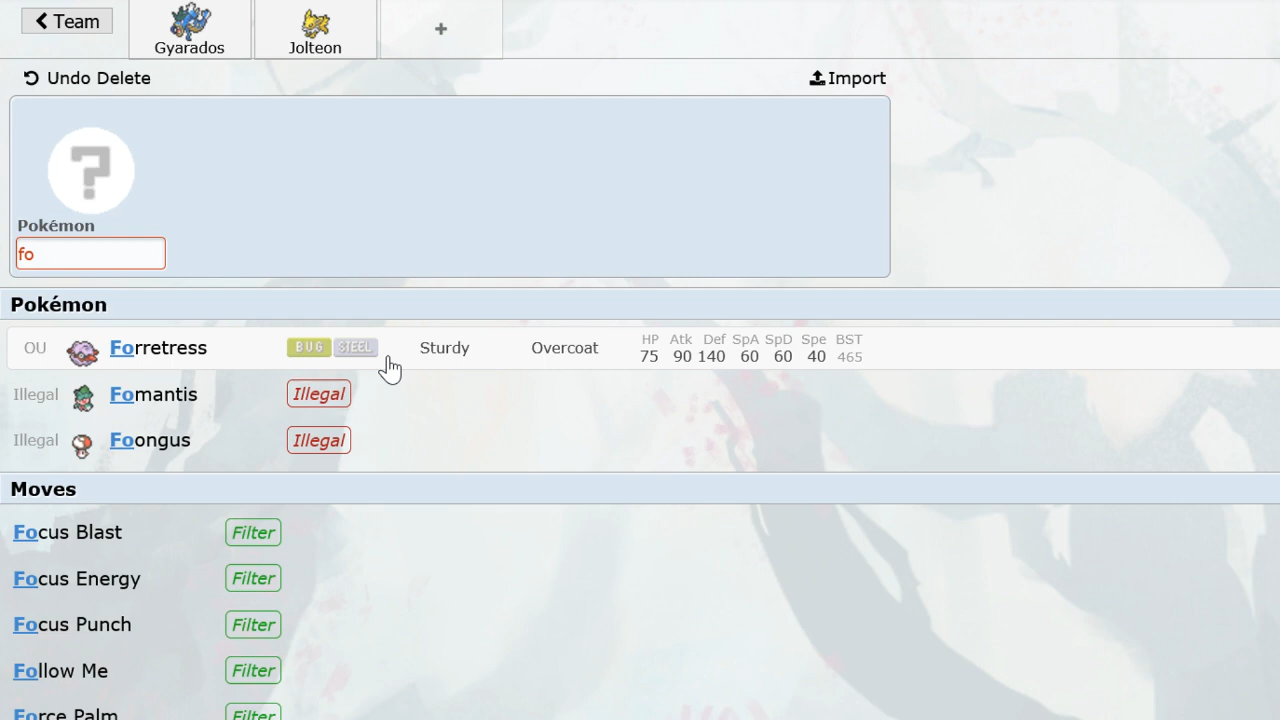 Team
Gyarados
Jolteon
+
Undo Delete
Import
?
Pokémon
fo
Pokémon
HP Atk Def SpA SpD Spe BST
OU Forretress BUG STEEL Sturdy Overcoat 75 90 140 60 60 40 465
Illegal Fomantis Illegal
Illegal Foongus Illegal
Moves
Focus Blast Filter
Focus Energy Filter
Focus Punch Filter
Follow Me Filter
Force Palm Filter